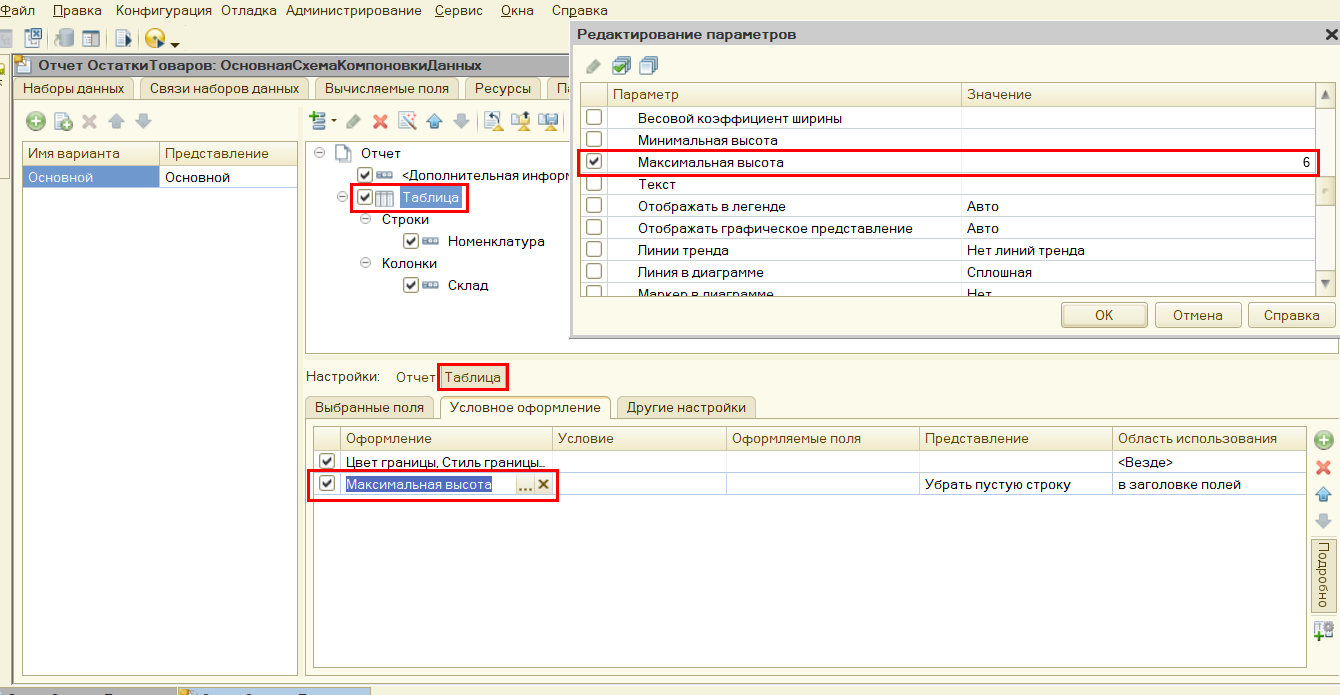 Файл Правка Конфигурация Отладка Администрирование Сервис Окна Справка
Редактирование параметров
Отчет ОстаткиТоваров: ОсновнаяСхемаКомпоновкиДанных
Наборы данных Связи наборов данных Вычисляемые поля Ресурсы
Параметр Значение
Весовой коэффициент ширины
Минимальная высота
Максимальная высота 6
Текст
Отображать в легенде Авто
Отображать графическое представление Авто
Линии тренда Нет линий тренда
Линия в диаграмме Сплошная
Маркер в диаграмме Нет
OK Отмена Справка
Имя варианта Представление
Основной Основной
Отчет
<Дополнительная информ
Таблица
Строки
Номенклатура
Колонки
Склад
Настройки: Отчет Таблица
Выбранные поля Условное оформление Другие настройки
Оформление Условие Оформляемые поля Представление Область использования
Цвет границы, Стиль границы... <Везде>
Максимальная высота ... Убрать пустую строку в заголовке полей
Подробно